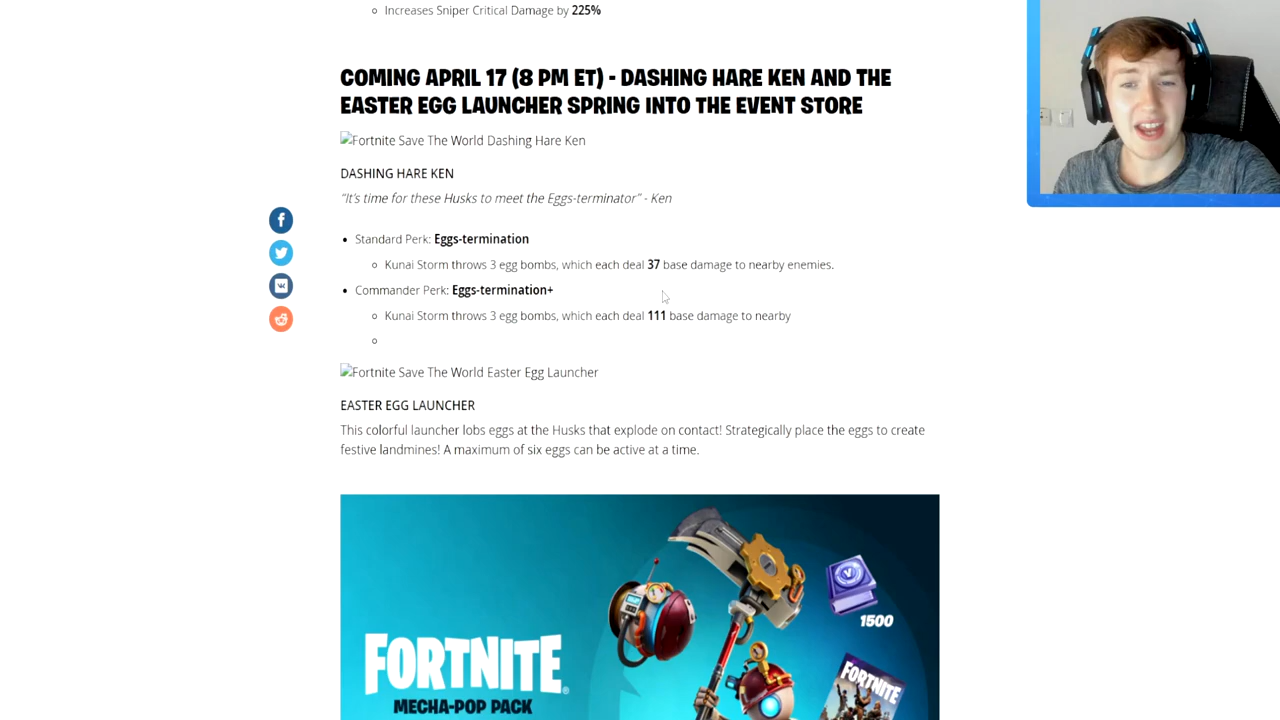 Increases Sniper Critical Damage by 225%
COMING APRIL 17 (8 PM ET) - DASHING HARE KEN AND THE
EASTER EGG LAUNCHER SPRING INTO THE EVENT STORE
Fortnite Save The World Dashing Hare Ken
DASHING HARE KEN
"It's time for these Husks to meet the Eggs-terminator" - Ken
Standard Perk: Eggs-termination
Kunai Storm throws 3 egg bombs, which each deal 37 base damage to nearby enemies.
Commander Perk: Eggs-termination+
Kunai Storm throws 3 egg bombs, which each deal 111 base damage to nearby
Fortnite Save The World Easter Egg Launcher
EASTER EGG LAUNCHER
This colorful launcher lobs eggs at the Husks that explode on contact! Strategically place the eggs to create
festive landmines! A maximum of six eggs can be active at a time.
V
1500
FORTNITE
FORTNITE
MECHA-POP PACK